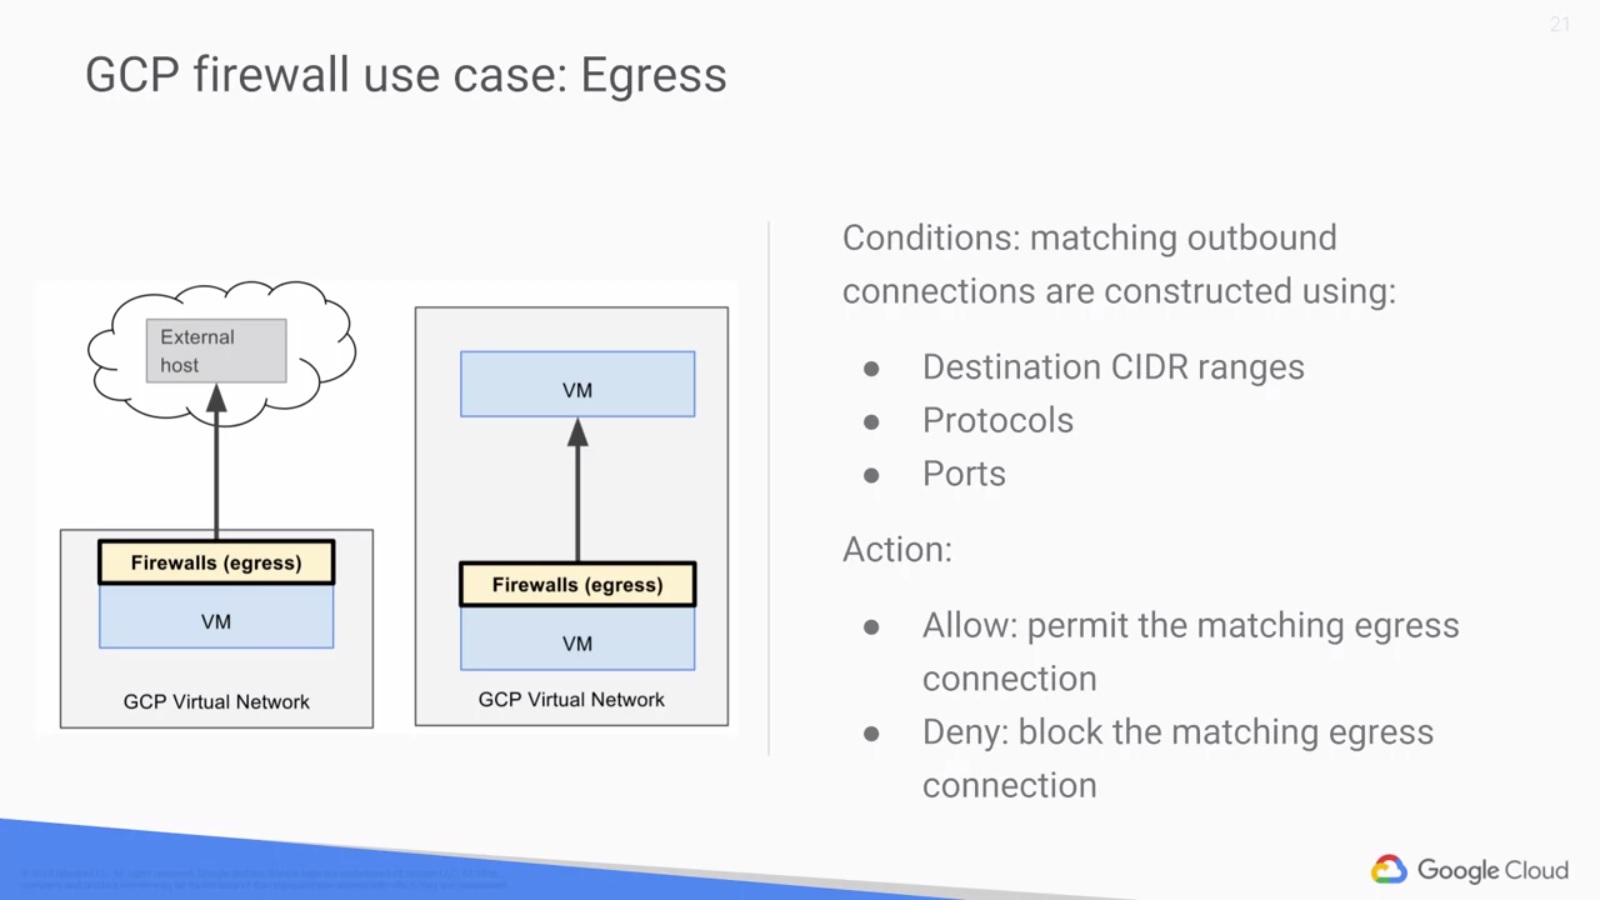 21
GCP firewall use case: Egress
External
host
Firewalls (egress)
VM
GCP Virtual Network
VM
Firewalls (egress)
VM
GCP Virtual Network
Conditions: matching outbound
connections are constructed using:
● Destination CIDR ranges
● Protocols
● Ports
Action:
● Allow: permit the matching egress
connection
● Deny: block the matching egress
connection
Google Cloud